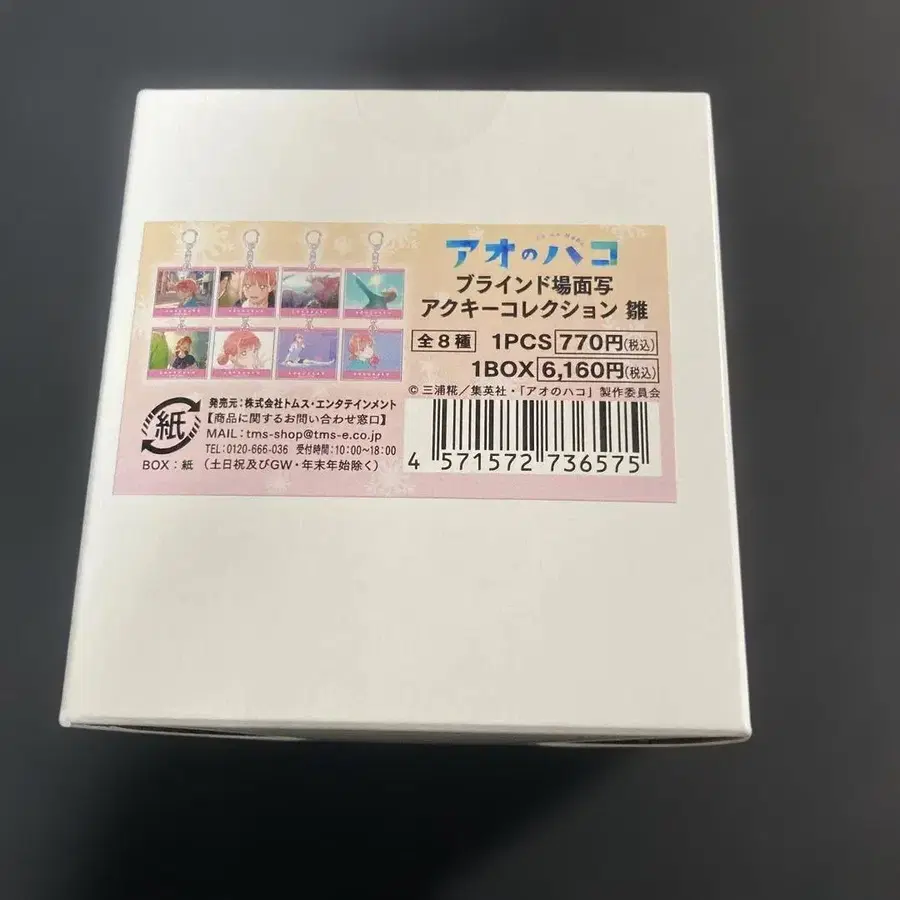 アオのハコ
ブラインド場面写
アクキーコレクション 雛
全8種 1PCS 770円(税込)
1BOX 6,160円(税込)
© 三浦糀／集英社・「アオのハコ」製作委員会
紙
BOX：紙
発売元：株式会社トムス・エンタテインメント
【商品に関するお問い合わせ窓口】
MAIL：tms-shop@tms-e.co.jp
TEL：0120-666-036 受付時間：10:00〜18:00
（土日祝及びGW・年末年始除く）
4 571572 736575